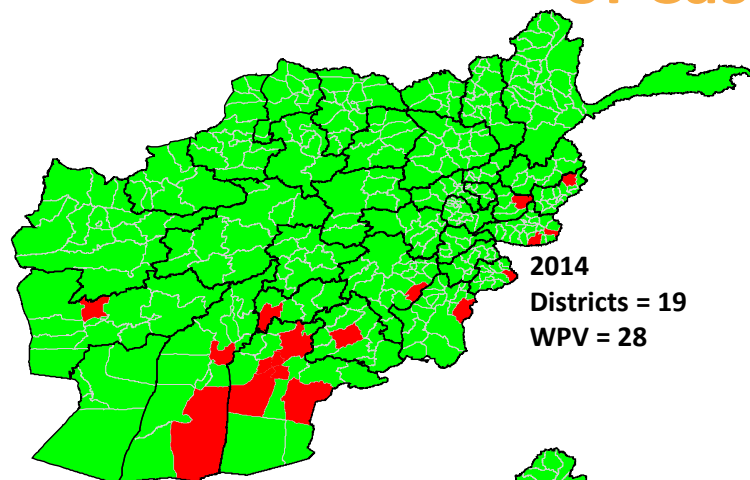 2014
Districts = 19
WPV = 28